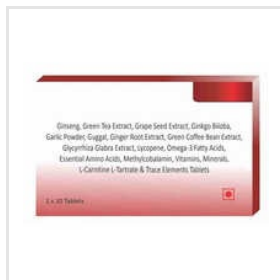 Ginseng, Green Tea Extract, Grape Seed Extract, Ginkgo Biloba,
Garlic Powder, Guggal, Ginger Root Extract, Green Coffee Bean Extract,
Glycyrrhiza Glabra Extract, Lycopene, Omega-3 Fatty Acids,
Essential Amino Acids, Methylcobalamin, Vitamins, Minerals,
L-Carnitine L-Tartrate & Trace Elements Tablets
1 x 10 Tablets